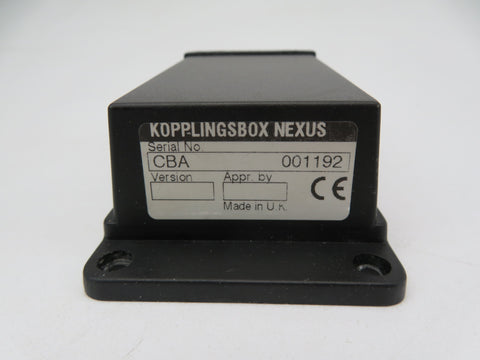 KOPPLINGSBOX NEXUS
Serial No.
CBA 001192
Version Appr. by
CE
Made in U.K.